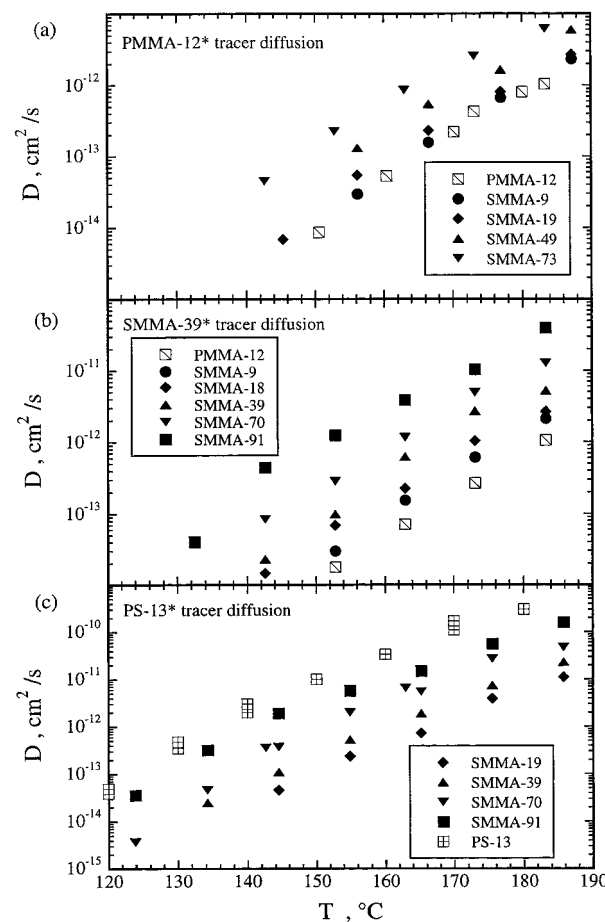 (a)
PMMA-12* tracer diffusion
10⁻¹²
10⁻¹³
10⁻¹⁴
D , cm²/s
PMMA-12
SMMA-9
SMMA-19
SMMA-49
SMMA-73
(b)
SMMA-39* tracer diffusion
PMMA-12
SMMA-9
SMMA-18
SMMA-39
SMMA-70
SMMA-91
10⁻¹¹
10⁻¹²
10⁻¹³
D , cm²/s
(c)
PS-13* tracer diffusion
10⁻¹⁰
10⁻¹¹
10⁻¹²
10⁻¹³
10⁻¹⁴
10⁻¹⁵
D , cm²/s
SMMA-19
SMMA-39
SMMA-70
SMMA-91
PS-13
120 130 140 150 160 170 180 190
T , °C